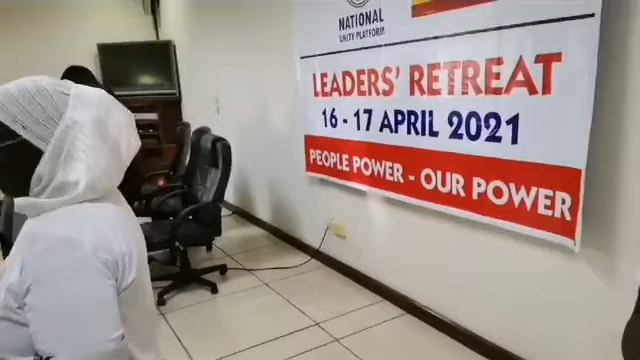 NATIONAL
UNITY PLATFORM
LEADERS' RETREAT
16 - 17 APRIL 2021
PEOPLE POWER - OUR POWER